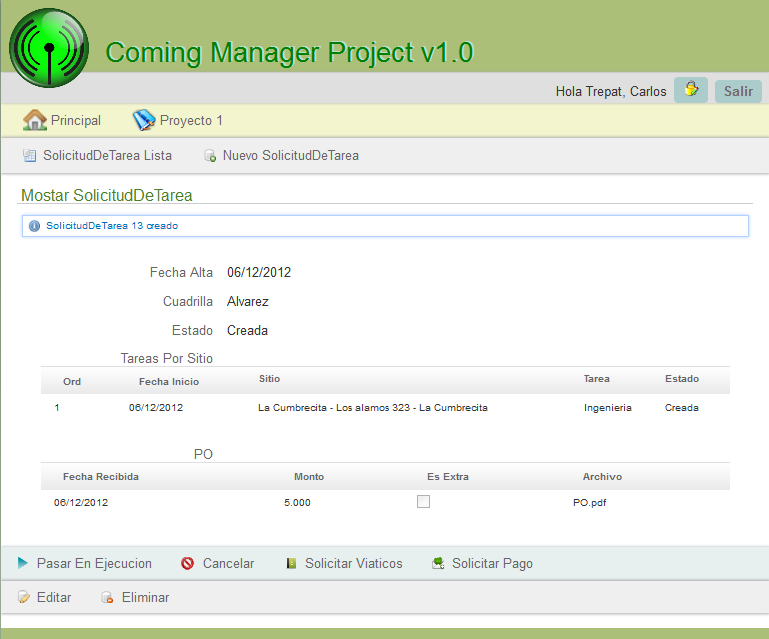 Coming Manager Project v1.0
Hola Trepat, Carlos Salir
Principal Proyecto 1
SolicitudDeTarea Lista Nuevo SolicitudDeTarea
Mostar SolicitudDeTarea
SolicitudDeTarea 13 creado
Fecha Alta 06/12/2012
Cuadrilla Alvarez
Estado Creada
Tareas Por Sitio
Ord Fecha Inicio Sitio Tarea Estado
1 06/12/2012 La Cumbrecita - Los alamos 323 - La Cumbrecita Ingenieria Creada
PO
Fecha Recibida Monto Es Extra Archivo
06/12/2012 5.000 PO.pdf
Pasar En Ejecucion Cancelar Solicitar Viaticos Solicitar Pago
Editar Eliminar